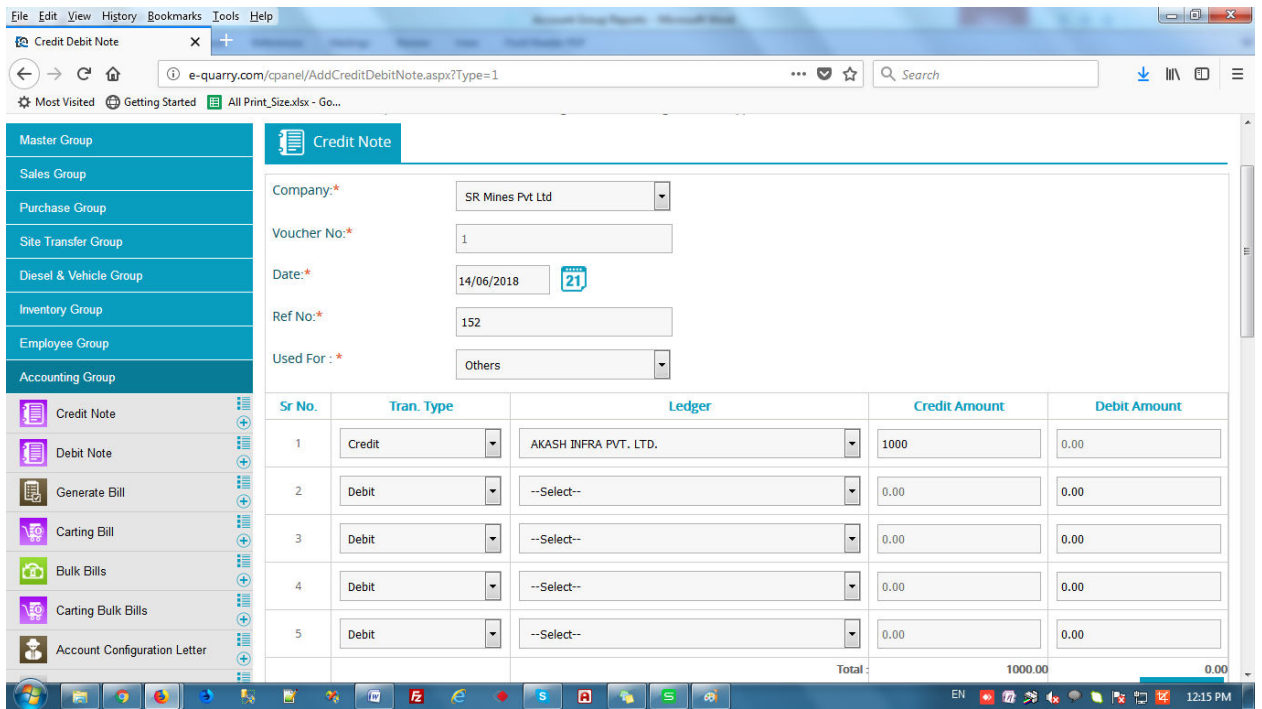 File Edit View History Bookmarks Tools Help
Credit Debit Note
e-quarry.com/cpanel/AddCreditDebitNote.aspx?Type=1
Search
Most Visited Getting Started All Print_Size.xlsx - Go...
Master Group
Sales Group
Purchase Group
Site Transfer Group
Diesel & Vehicle Group
Inventory Group
Employee Group
Accounting Group
Credit Note
Debit Note
Generate Bill
Carting Bill
Bulk Bills
Carting Bulk Bills
Account Configuration Letter
Credit Note
Company:* SR Mines Pvt Ltd
Voucher No:* 1
Date:* 14/06/2018 21
Ref No:* 152
Used For : * Others
Sr No. Tran. Type Ledger Credit Amount Debit Amount
1 Credit AKASH INFRA PVT. LTD. 1000 0.00
2 Debit --Select-- 0.00 0.00
3 Debit --Select-- 0.00 0.00
4 Debit --Select-- 0.00 0.00
5 Debit --Select-- 0.00 0.00
Total : 1000.00 0.00
EN 12:15 PM